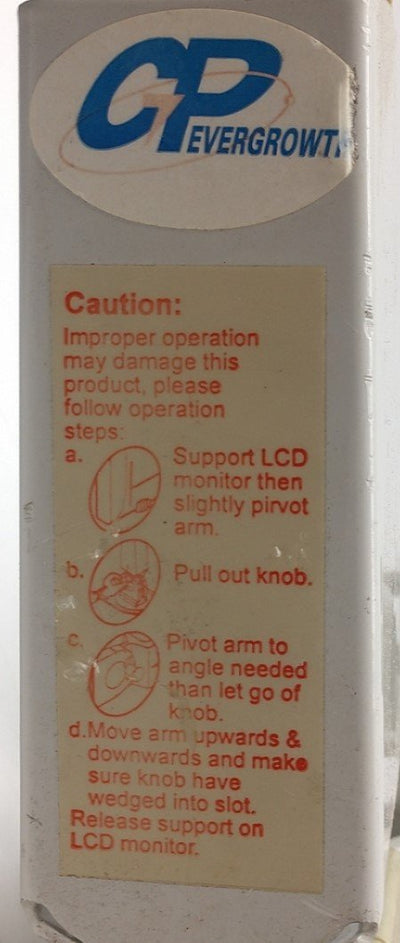 CP
EVERGROWTH
Caution:
Improper operation
may damage this
product, please
follow operation
steps:
a.
Support LCD
monitor then
slightly pirvot
arm.
b.
Pull out knob.
c.
Pivot arm to
angle needed
than let go of
knob.
d.Move arm upwards &
downwards and make
sure knob have
wedged into slot.
Release support on
LCD monitor.